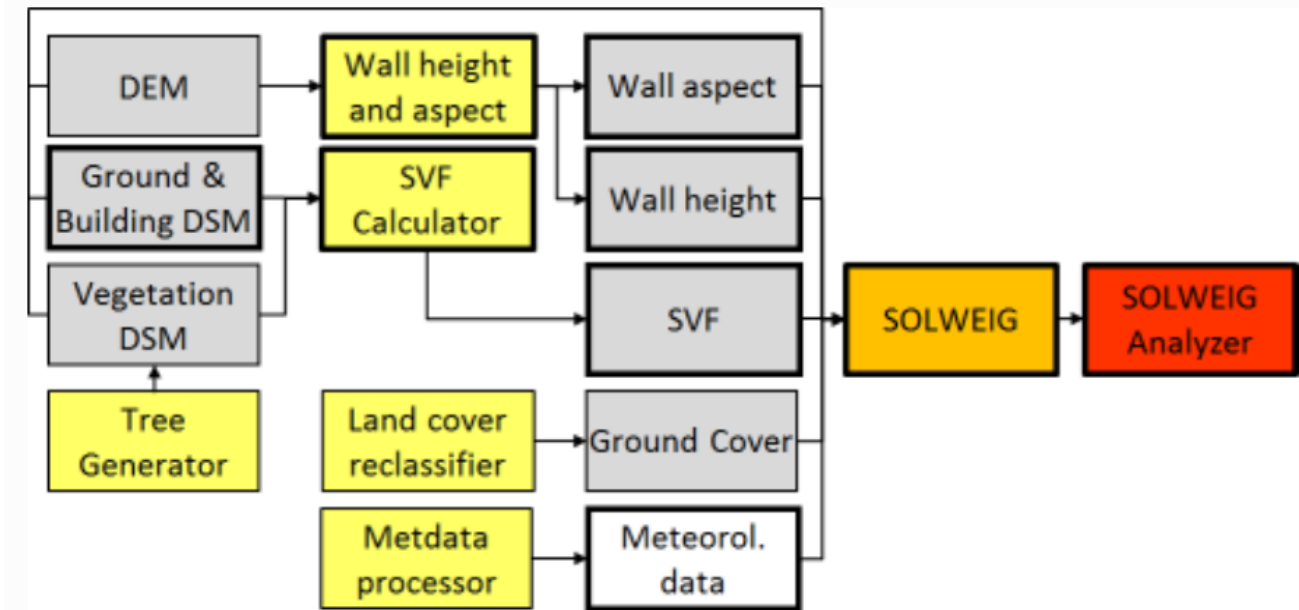 DEM
Wall height
and aspect
Wall aspect
Ground &
Building DSM
SVF
Calculator
Wall height
Vegetation
DSM
SVF
SOLWEIG
SOLWEIG
Analyzer
Tree
Generator
Land cover
reclassifier
Ground Cover
Metdata
processor
Meteorol.
data